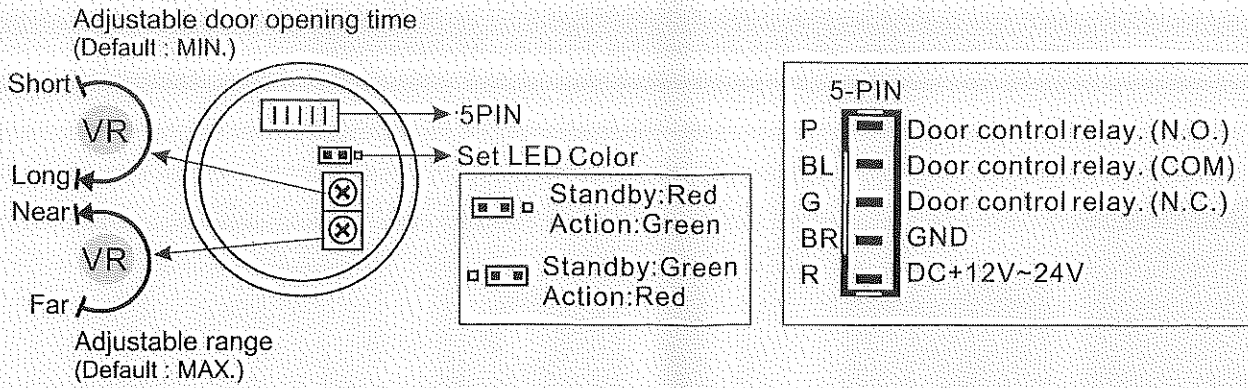 Adjustable door opening time
(Default : MIN.)
Short
VR
Long
Near
VR
Far
Adjustable range
(Default : MAX.)
5PIN
Set LED Color
Standby:Red
Action:Green
Standby:Green
Action:Red
5-PIN
P Door control relay. (N.O.)
BL Door control relay. (COM)
G Door control relay. (N.C.)
BR GND
R DC+12V~24V